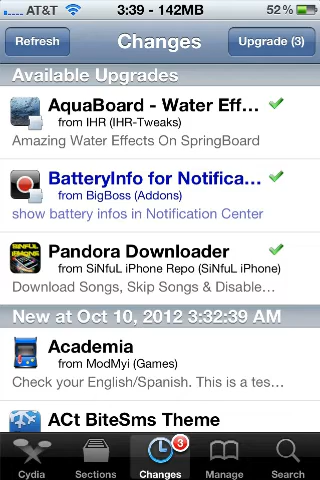 AT&T 3:39 - 142MB 52%
Refresh Changes Upgrade (3)
Available Upgrades
AquaBoard - Water Eff...
from IHR (IHR-Tweaks)
Amazing Water Effects On SpringBoard
BatteryInfo for Notifica...
from BigBoss (Addons)
show battery infos in Notification Center
SiNfuL
iPHONE
Pandora Downloader
from SiNfuL iPhone Repo (SiNfuL iPhone)
Download Songs, Skip Songs & Disable...
New at Oct 10, 2012 3:32:39 AM
Academia
from ModMyi (Games)
Check your English/Spanish. This is a tes...
ACt BiteSms Theme
3
Cydia Sections Changes Manage Search